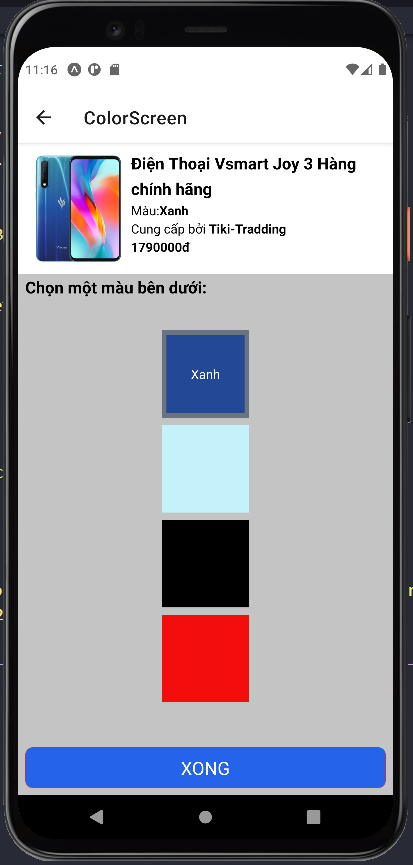 11:16
ColorScreen
Điện Thoại Vsmart Joy 3 Hàng
chính hãng
Màu:Xanh
Cung cấp bởi Tiki-Tradding
1790000đ
Chọn một màu bên dưới:
Xanh
XONG